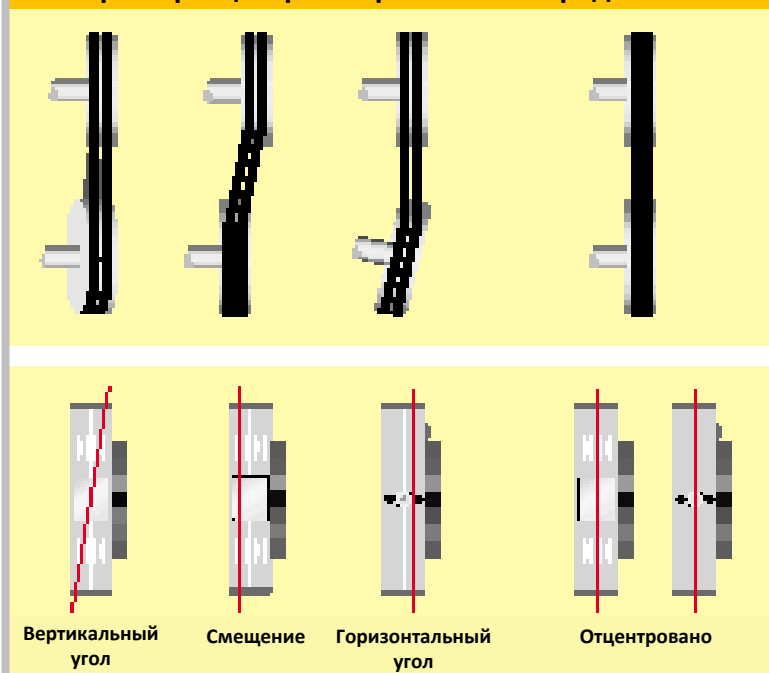 Вертикальный
угол
Смещение
Горизонтальный
угол
Отцентровано